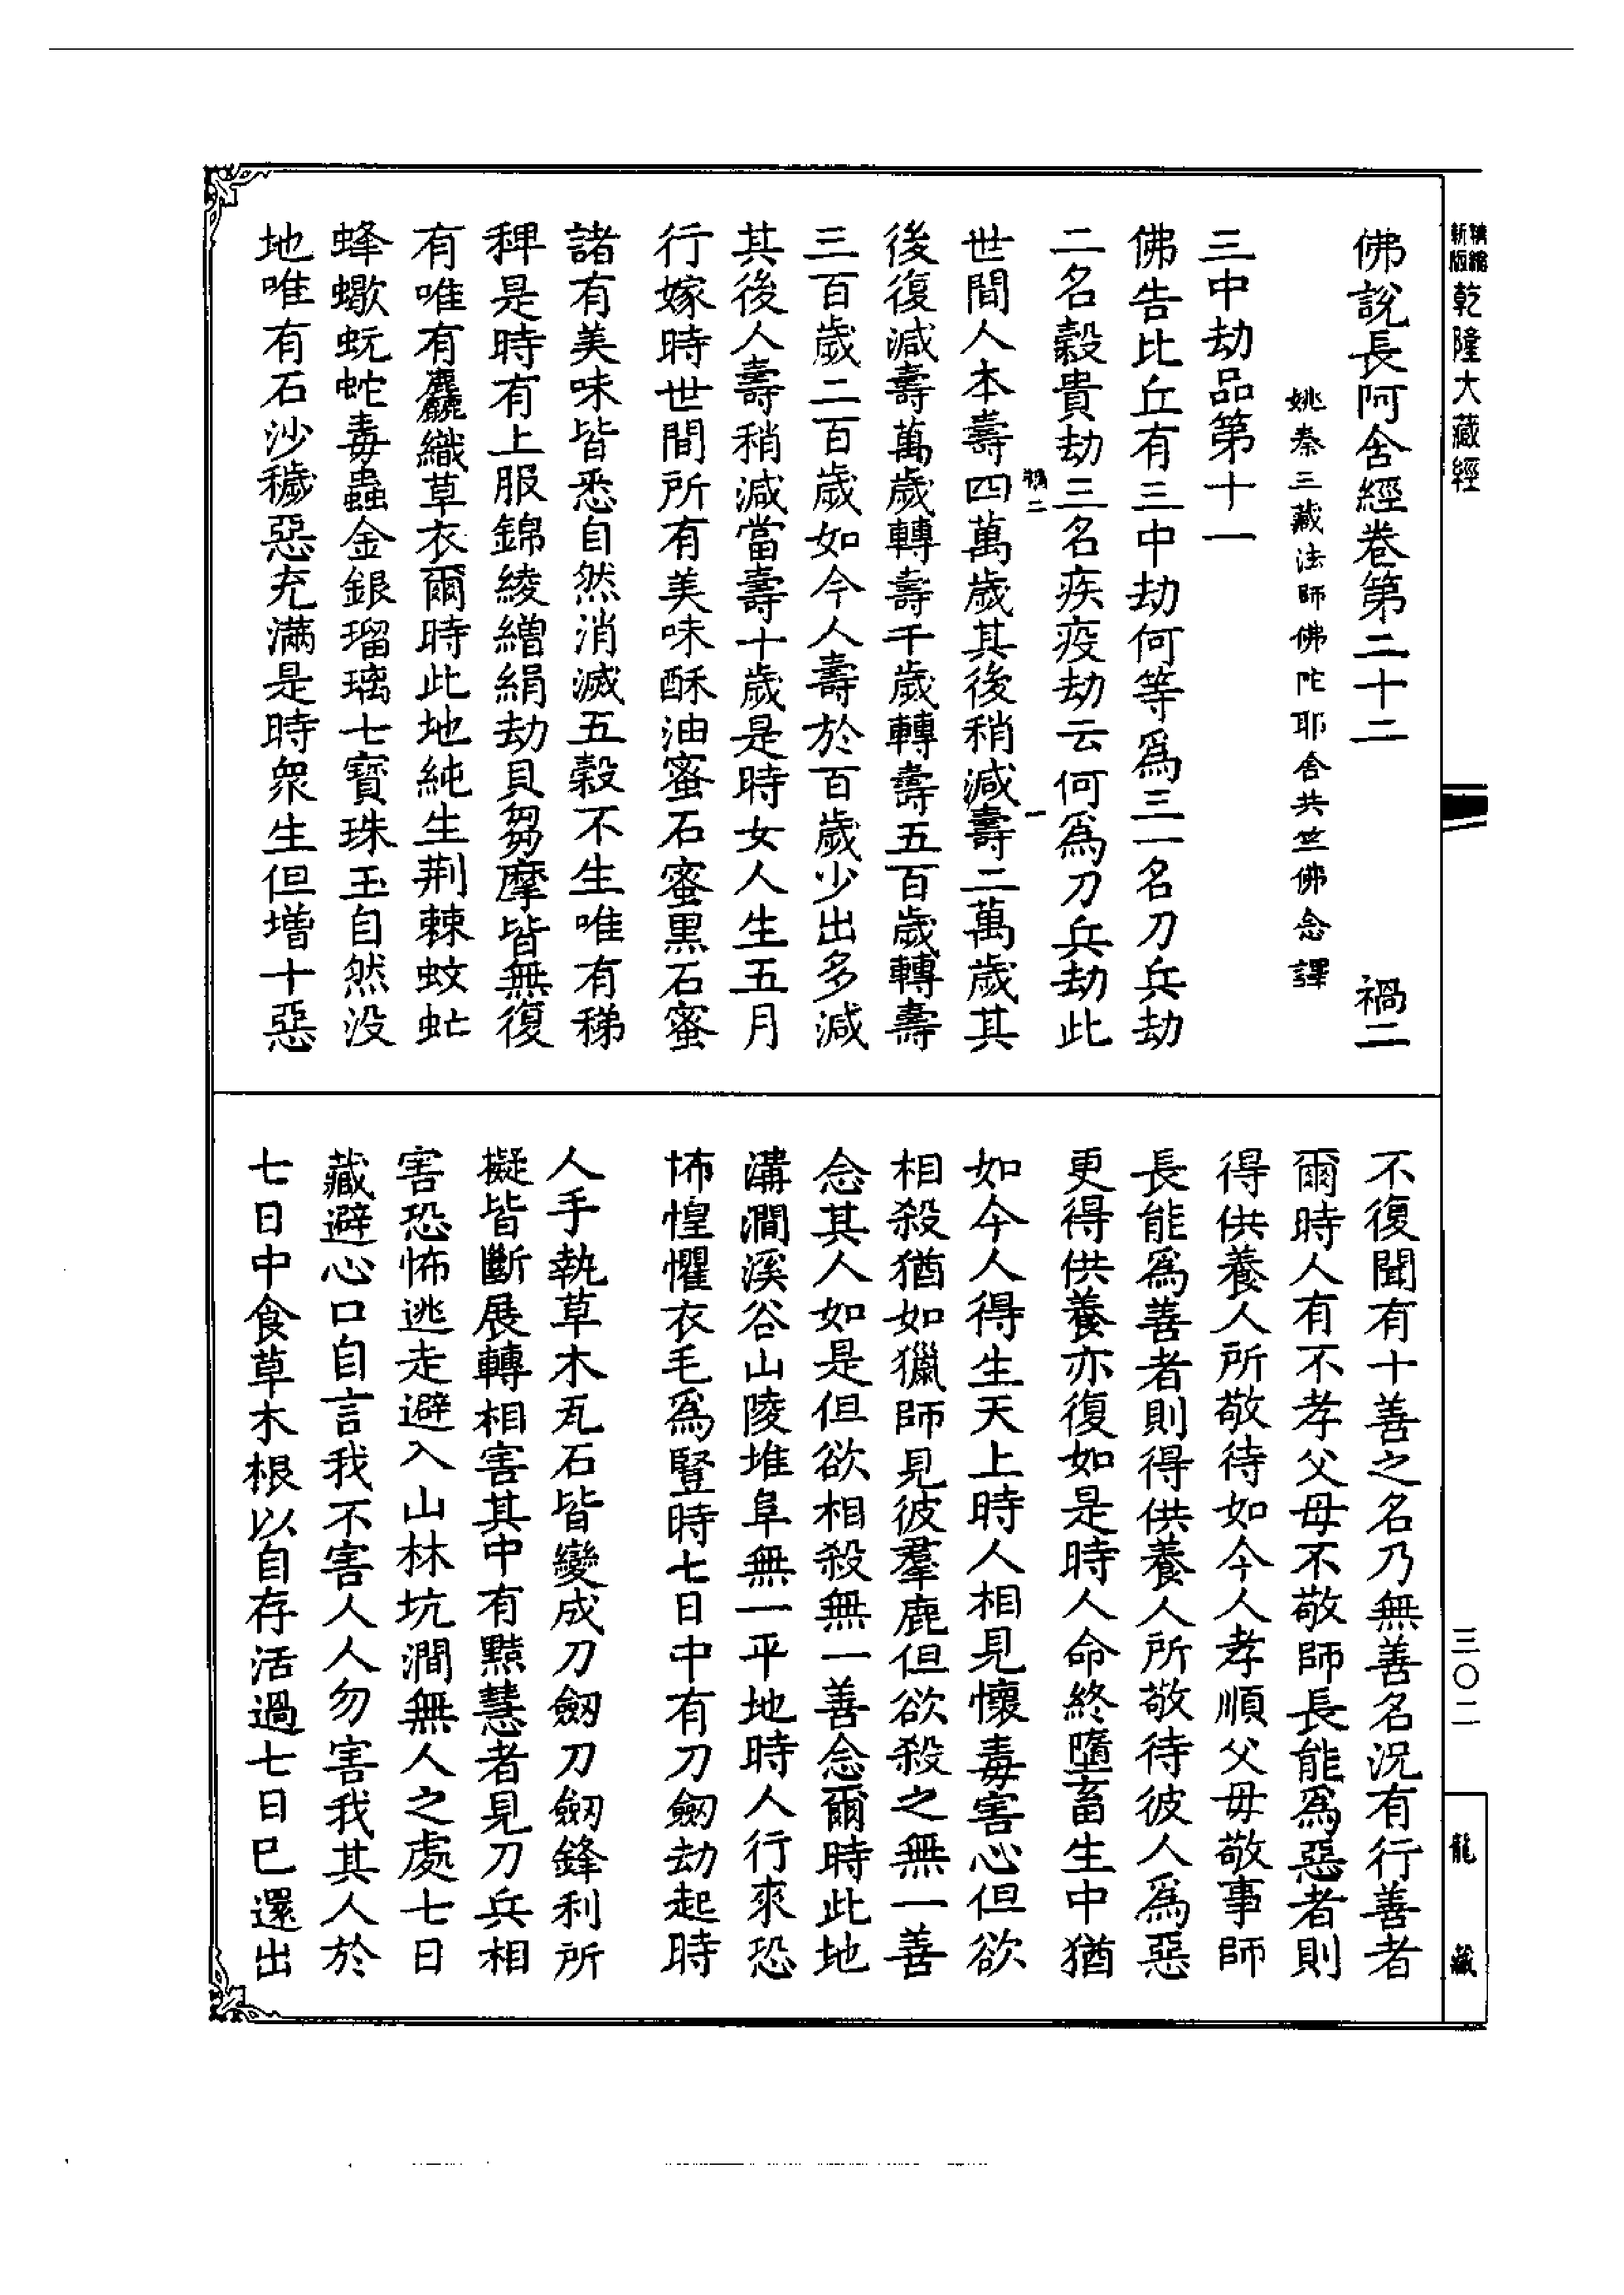 精縮
新版
乾隆大藏經
三〇二
龍藏
佛說長阿含經卷第二十二 禍二
姚秦三藏法師佛陀耶舍共竺佛念譯
三中劫品第十一
佛告比丘有三中劫何等爲三一名刀兵劫
二名穀貴劫三名疾疫劫云何爲刀兵劫此
禍二 一
世間人本壽四萬歲其後稍減壽二萬歲其
後復減壽萬歲轉壽千歲轉壽五百歲轉壽
三百歲二百歲如今人壽於百歲少出多減
其後人壽稍減當壽十歲是時女人生五月
行嫁時世間所有美味酥油蜜石蜜黑石蜜
諸有美味皆悉自然消滅五穀不生唯有稊
稗是時有上服錦綾繒絹劫貝芻摩皆無復
有唯有麤織草衣爾時此地純生荆棘蚊虻
蜂蠍蚖蛇毒蟲金銀瑠璃七寶珠玉自然没
地唯有石沙穢惡充滿是時衆生但增十惡
不復聞有十善之名乃無善名況有行善者
爾時人有不孝父母不敬師長能爲惡者則
得供養人所敬待如今人孝順父母敬事師
長能爲善者則得供養人所敬待彼人爲惡
更得供養亦復如是時人命終墮畜生中猶
如今人得生天上時人相見懷毒害心但欲
相殺猶如獵師見彼羣鹿但欲殺之無一善
念其人如是但欲相殺無一善念爾時此地
溝澗溪谷山陵堆阜無一平地時人行來恐
怖惶懼衣毛爲豎時七日中有刀劒劫起時
人手執草木瓦石皆變成刀劒刀劒鋒利所
擬皆斷展轉相害其中有黠慧者見刀兵相
害恐怖逃走避入山林坑澗無人之處七日
藏避心口自言我不害人人勿害我其人於
七日中食草木根以自存活過七日已還出